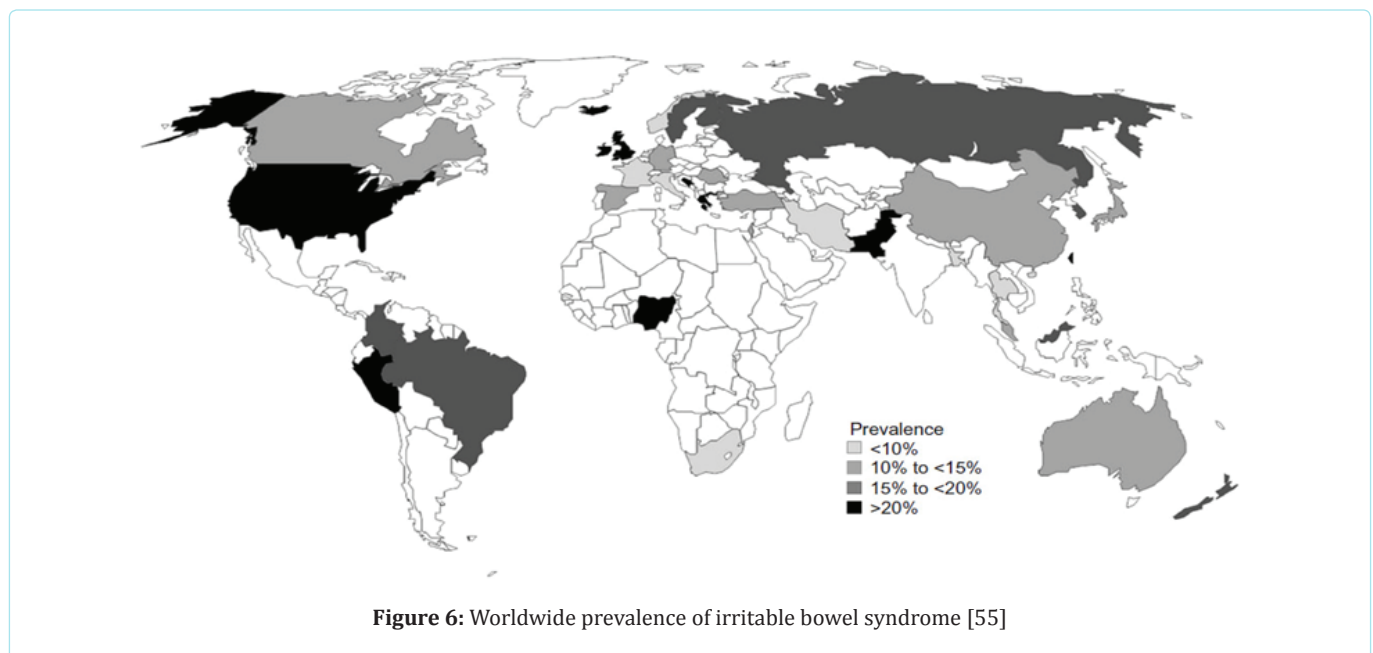 Prevalence
<10%
10% to <15%
15% to <20%
>20%
Figure 6: Worldwide prevalence of irritable bowel syndrome [55]